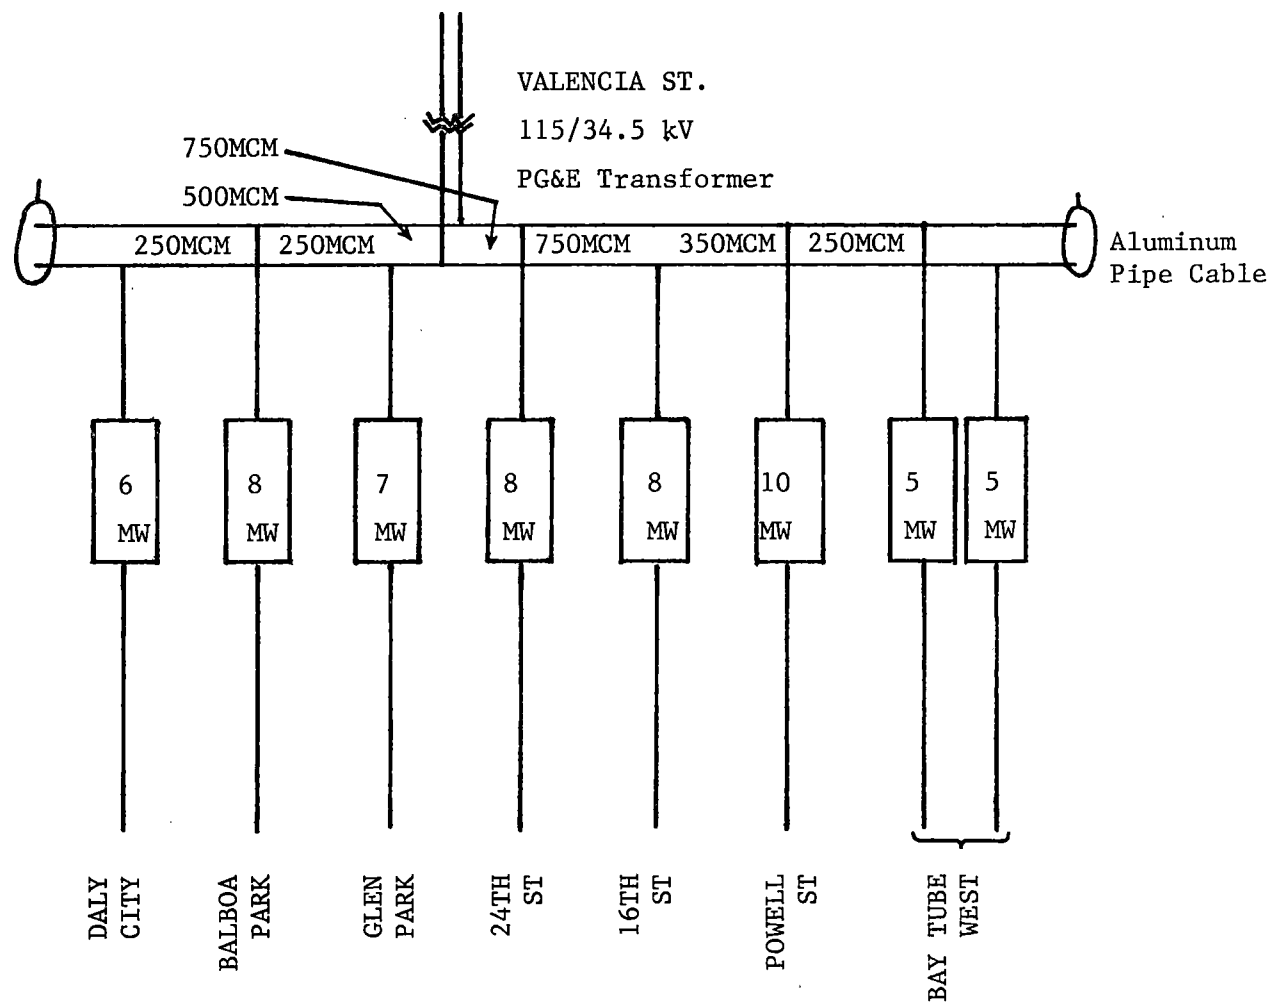 VALENCIA ST.
115/34.5 kV
PG&E Transformer
750MCM
500MCM
250MCM
250MCM
750MCM
350MCM
250MCM
Aluminum
Pipe Cable
6
MW
8
MW
7
MW
8
MW
8
MW
10
MW
5
MW
5
MW
DALY
CITY
BALBOA
PARK
GLEN
PARK
24TH
ST
16TH
ST
POWELL
ST
BAY TUBE
WEST